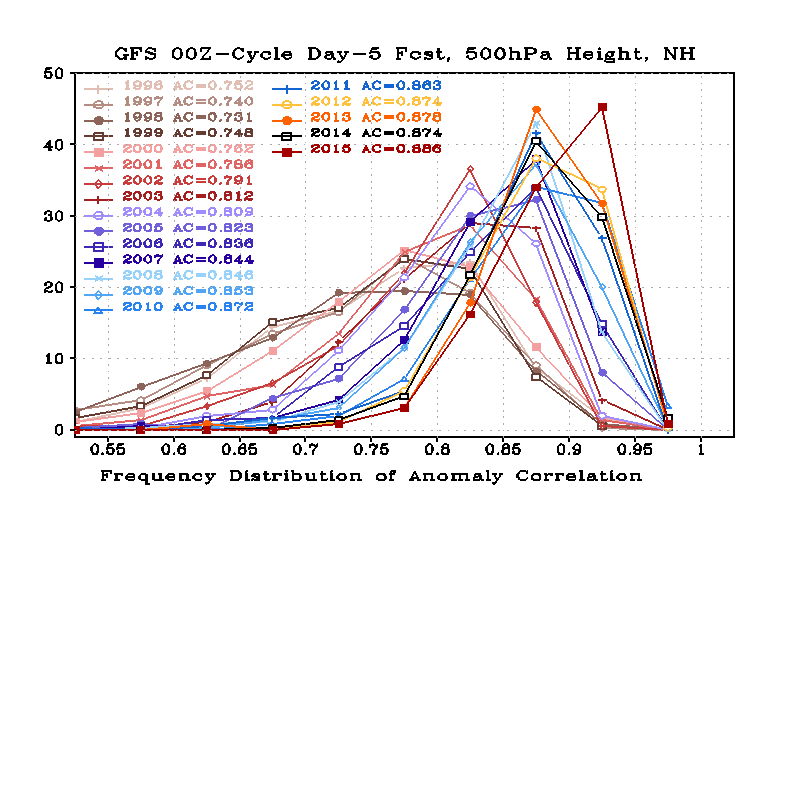 GFS 00Z-Cycle Day-5 Fcst, 500hPa Height, NH
50
40
30
20
10
0
1996 AC=0.752
1997 AC=0.740
1998 AC=0.731
1999 AC=0.748
2000 AC=0.762
2001 AC=0.786
2002 AC=0.791
2003 AC=0.812
2004 AC=0.809
2005 AC=0.823
2006 AC=0.836
2007 AC=0.844
2008 AC=0.846
2009 AC=0.853
2010 AC=0.872
2011 AC=0.863
2012 AC=0.874
2013 AC=0.878
2014 AC=0.874
2015 AC=0.886
0.55 0.6 0.65 0.7 0.75 0.8 0.85 0.9 0.95 1
Frequency Distribution of Anomaly Correlation